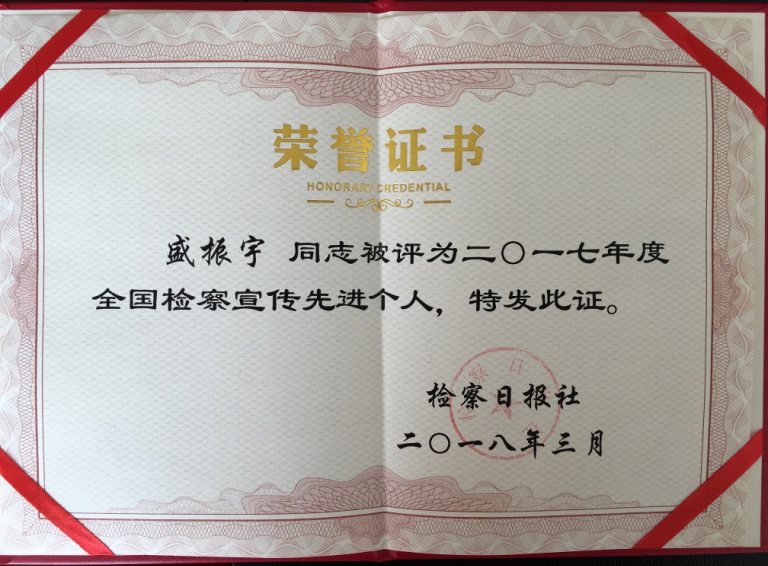 荣誉证书
HONORARY CREDENTIAL
盛振宇 同志被评为二〇一七年度
全国检察宣传先进个人，特发此证。
检察日报社
二〇一八年三月